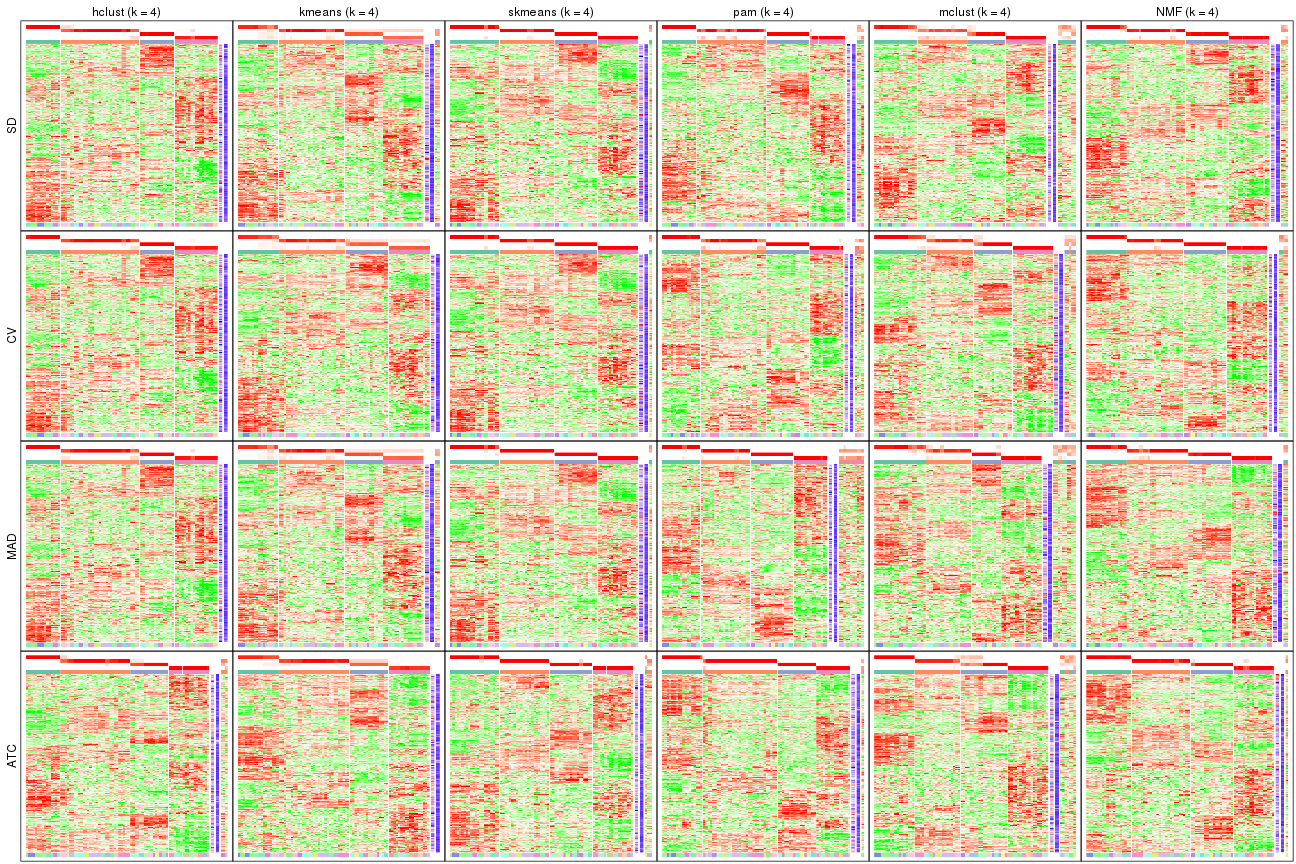 hclust (k = 4)
kmeans (k = 4)
skmeans (k = 4)
pam (k = 4)
mclust (k = 4)
NMF (k = 4)
SD
CV
MAD
ATC